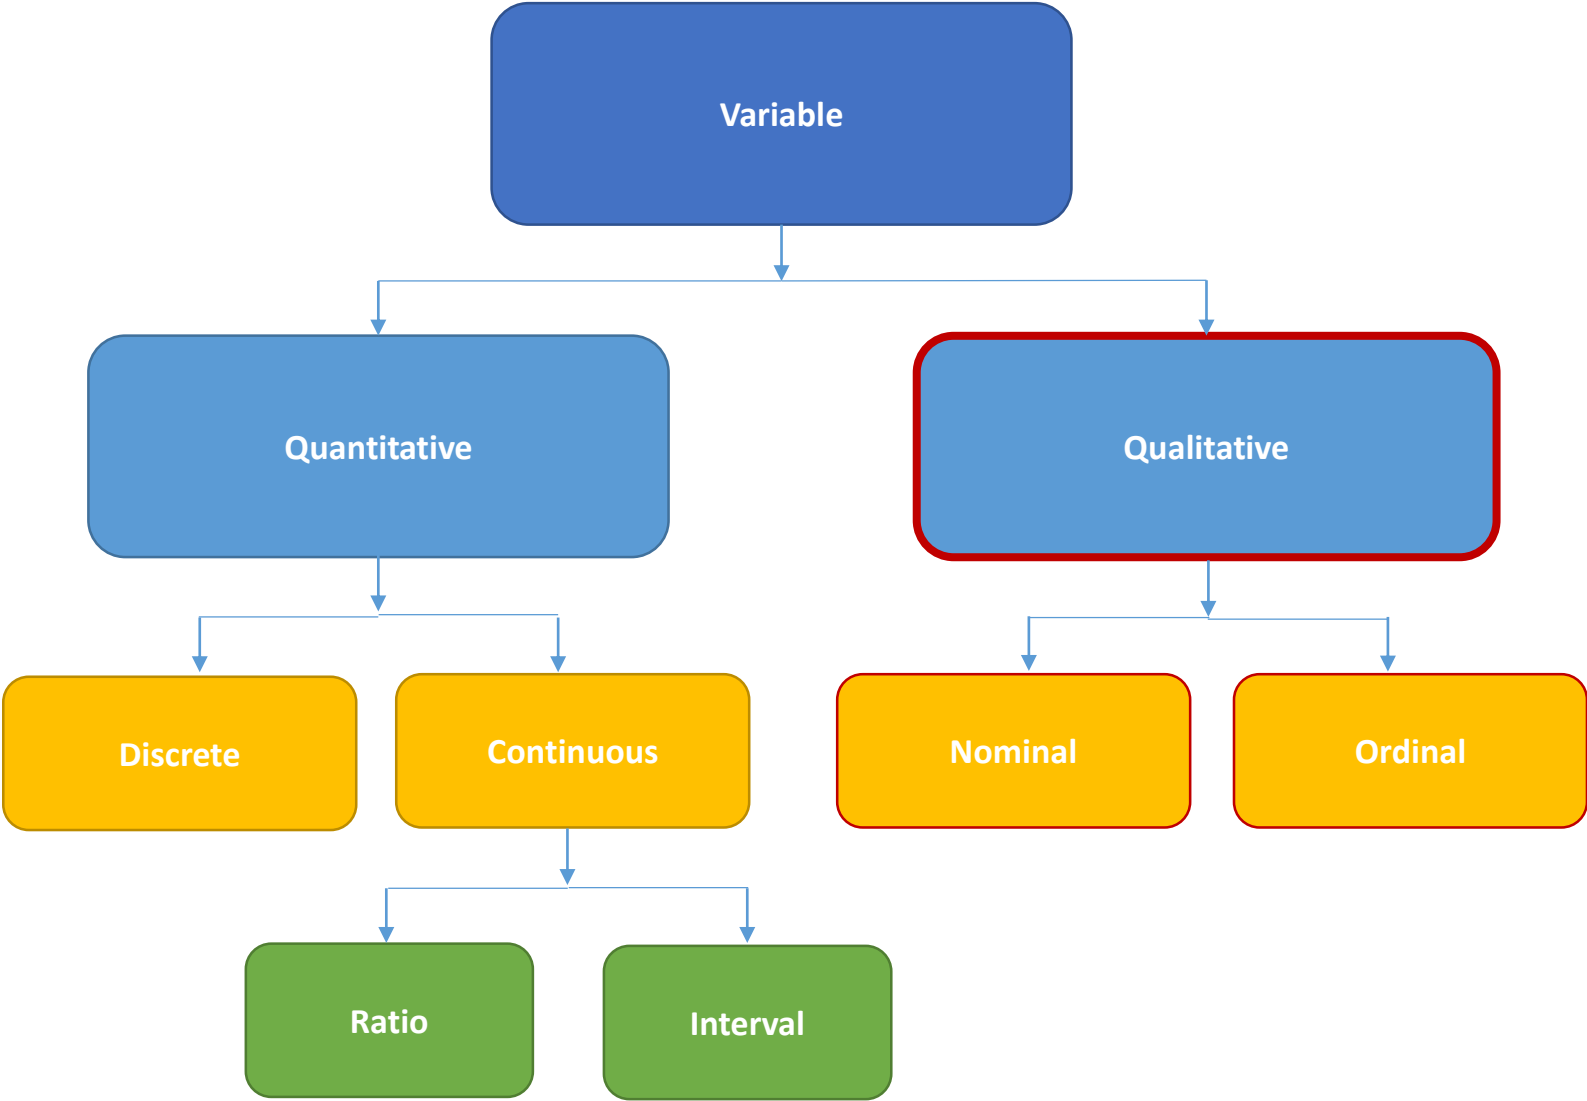 Variable
Quantitative
Qualitative
Discrete
Continuous
Nominal
Ordinal
Ratio
Interval